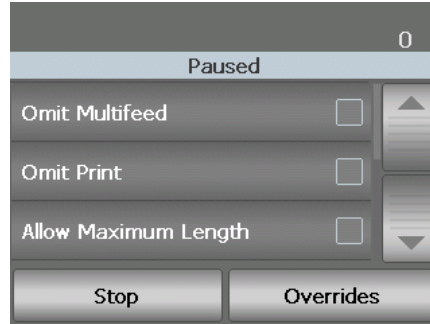 0
Paused
Omit Multifeed
Omit Print
Allow Maximum Length
Stop Overrides